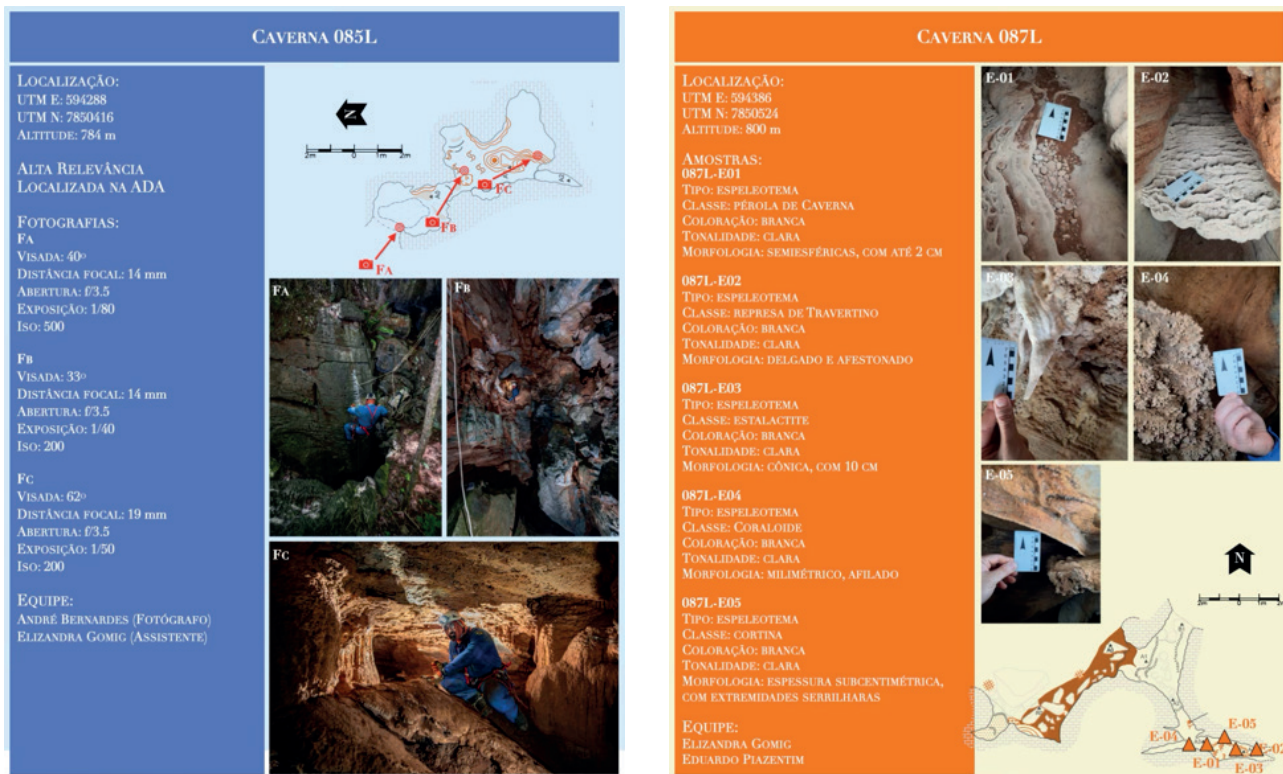 CAVERNA 085L
LOCALIZAÇÃO:
UTM E: 594288
UTM N: 7850416
ALTITUDE: 784 m
ALTA RELEVÂNCIA
LOCALIZADA NA ADA
FOTOGRAFIAS:
FA
VISADA: 40º
DISTÂNCIA FOCAL: 14 mm
ABERTURA: f/3.5
EXPOSIÇÃO: 1/80
ISO: 500
FB
VISADA: 33º
DISTÂNCIA FOCAL: 14 mm
ABERTURA: f/3.5
EXPOSIÇÃO: 1/40
ISO: 200
FC
VISADA: 62º
DISTÂNCIA FOCAL: 19 mm
ABERTURA: f/3.5
EXPOSIÇÃO: 1/50
ISO: 200
EQUIPE:
ANDRÉ BERNARDES (FOTÓGRAFO)
ELIZANDRA GOMIG (ASSISTENTE)
N
2m 0 1m 2m
FC
FB
FA
FA
FB
FC
CAVERNA 087L
LOCALIZAÇÃO:
UTM E: 594386
UTM N: 7850524
ALTITUDE: 800 m
AMOSTRAS:
087L-E01
TIPO: ESPELEOTEMA
CLASSE: PÉROLA DE CAVERNA
COLORAÇÃO: BRANCA
TONALIDADE: CLARA
MORFOLOGIA: SEMIESFÉRICAS, COM ATÉ 2 CM
087L-E02
TIPO: ESPELEOTEMA
CLASSE: REPRESA DE TRAVERTINO
COLORAÇÃO: BRANCA
TONALIDADE: CLARA
MORFOLOGIA: DELGADO E AFESTONADO
087L-E03
TIPO: ESPELEOTEMA
CLASSE: ESTALACTITE
COLORAÇÃO: BRANCA
TONALIDADE: CLARA
MORFOLOGIA: CÔNICA, COM 10 CM
087L-E04
TIPO: ESPELEOTEMA
CLASSE: CORALOIDE
COLORAÇÃO: BRANCA
TONALIDADE: CLARA
MORFOLOGIA: MILIMÉTRICO, AFILADO
087L-E05
TIPO: ESPELEOTEMA
CLASSE: CORTINA
COLORAÇÃO: BRANCA
TONALIDADE: CLARA
MORFOLOGIA: ESPESSURA SUBCENTIMÉTRICA,
COM EXTREMIDADES SERRILHARAS
EQUIPE:
ELIZANDRA GOMIG
EDUARDO PIAZENTIM
E-01
E-02
E-03
E-04
E-05
N
2m 0 1m
E-05
E-04
E-02
E-01
E-03